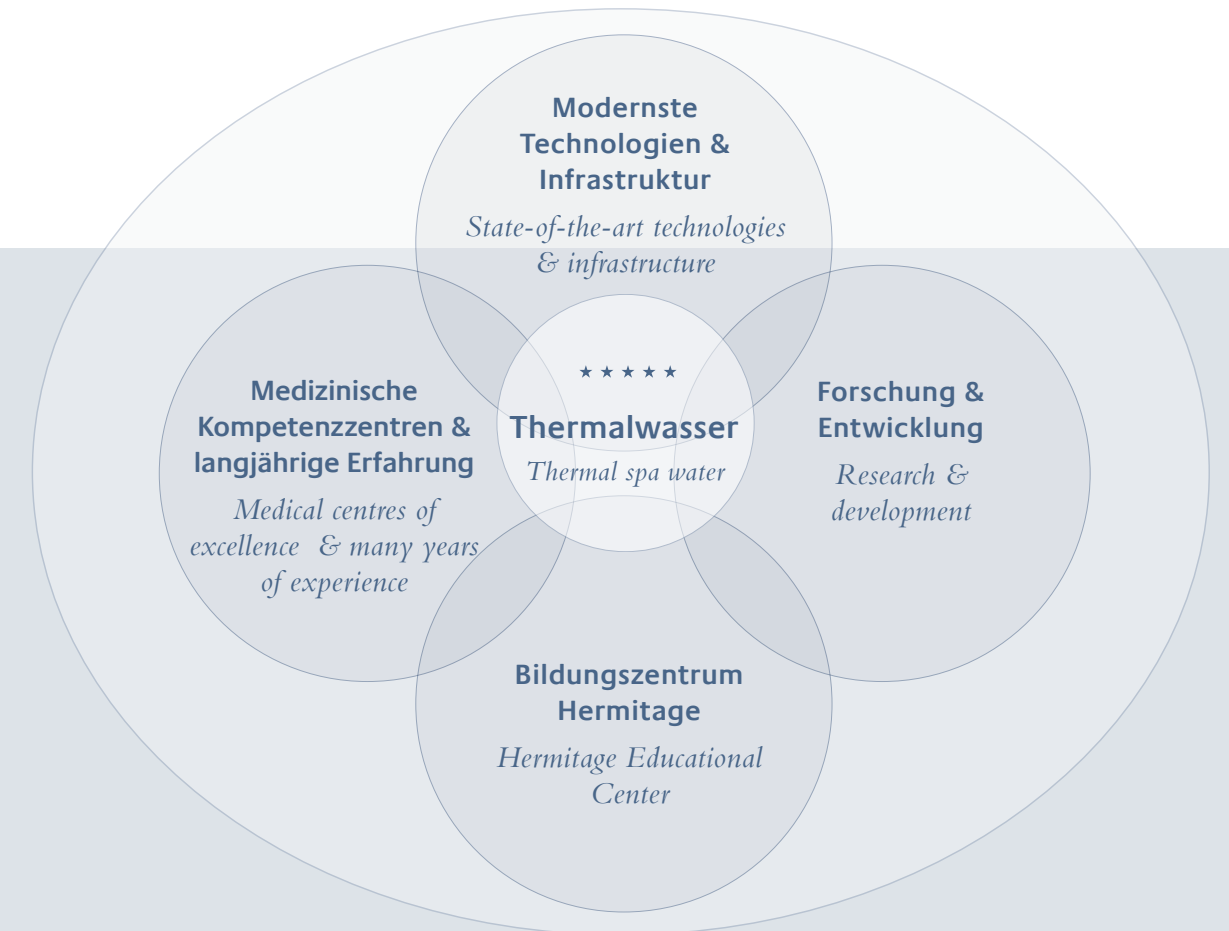 Modernste
Technologien &
Infrastruktur
State-of-the-art technologies
& infrastructure
Medizinische
Kompetenzzentren &
langjährige Erfahrung
Medical centres of
excellence & many years
of experience
★★★★★
Thermalwasser
Thermal spa water
Forschung &
Entwicklung
Research &
development
Bildungszentrum
Hermitage
Hermitage Educational
Center